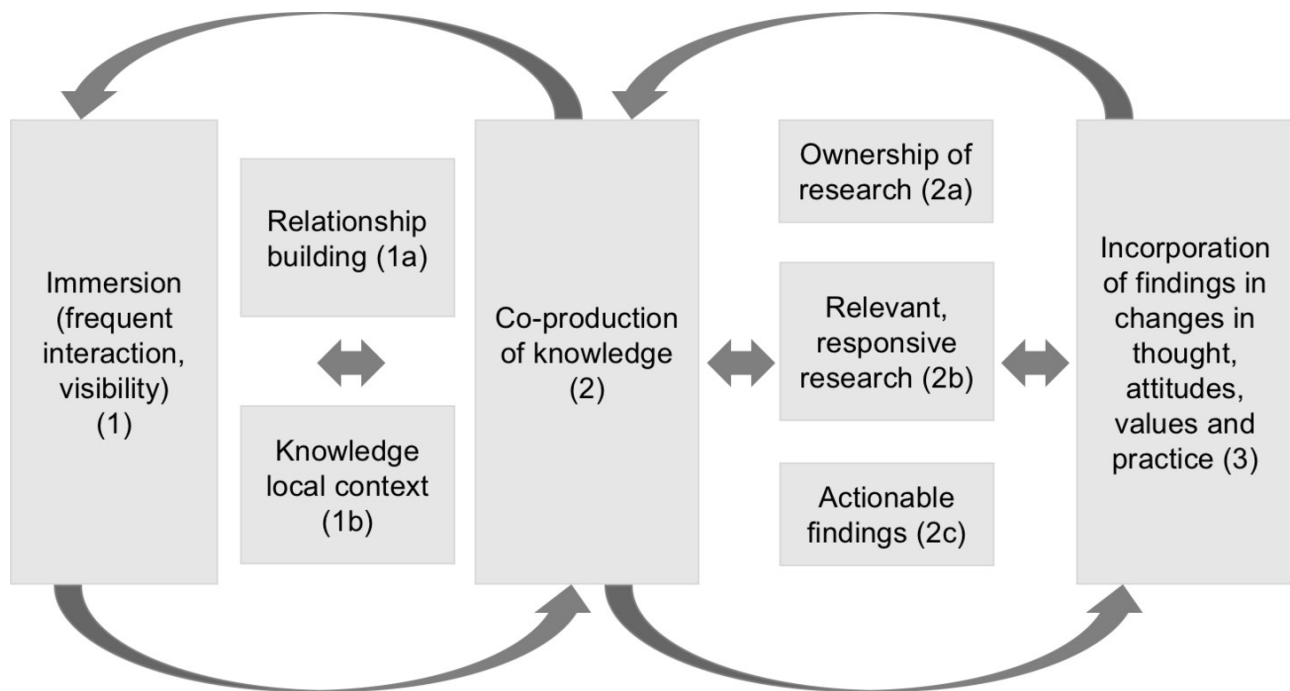 Immersion
(frequent
interaction,
visibility)
(1)
Relationship
building (1a)
Knowledge
local context
(1b)
Co-production
of knowledge
(2)
Ownership of
research (2a)
Relevant,
responsive
research (2b)
Actionable
findings (2c)
Incorporation
of findings in
changes in
thought,
attitudes,
values and
practice (3)